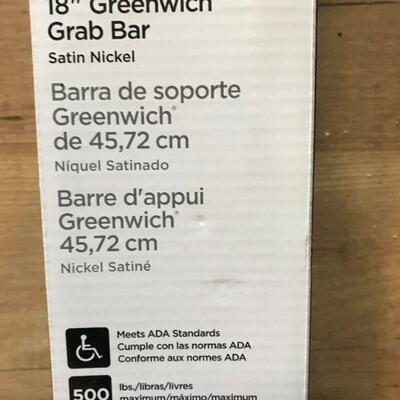 18" Greenwich
Grab Bar
Satin Nickel
Barra de soporte
Greenwich*
de 45,72 cm
Níquel Satinado
Barre d'appui
Greenwich*
45,72 cm
Nickel Satiné
Meets ADA Standards
Cumple con las normas ADA
Conforme aux normes ADA
500
lbs./libras/livres
maximum/máximo/maximum